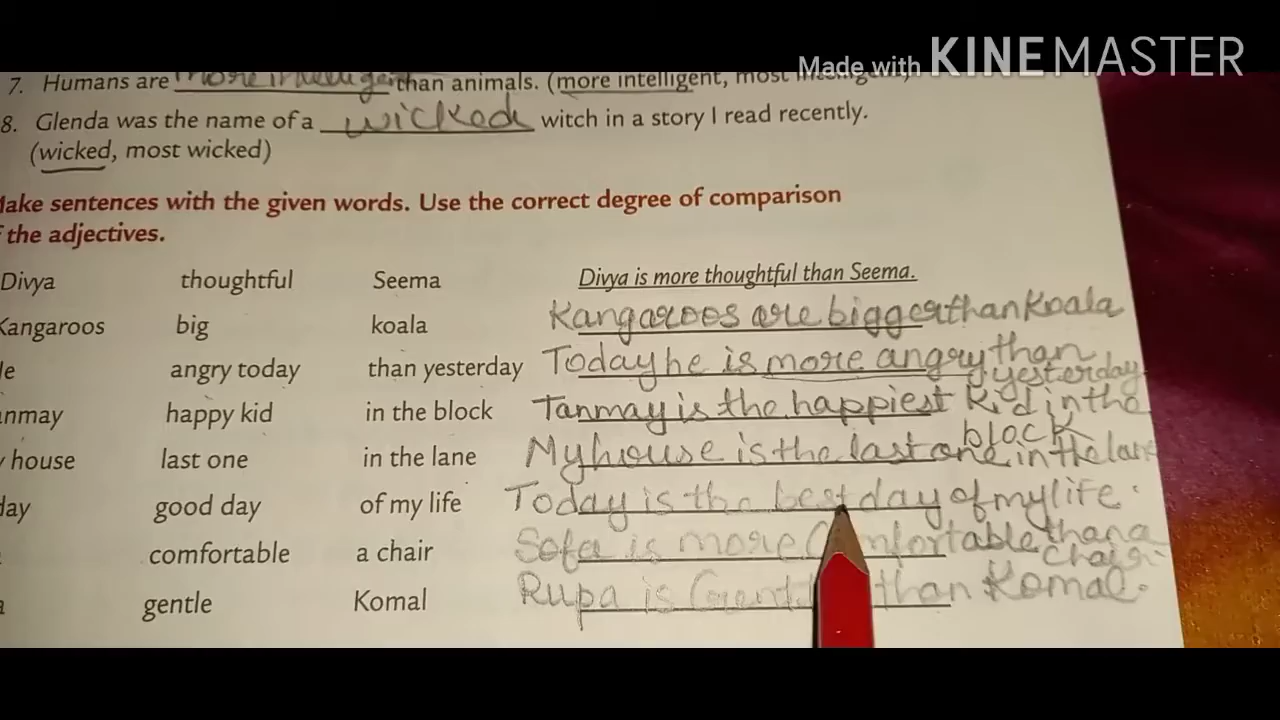 Made with KINEMASTER
7. Humans are more intelligen than animals. (more intelligent, most intelligent)
8. Glenda was the name of a wicked witch in a story I read recently.
(wicked, most wicked)
Make sentences with the given words. Use the correct degree of comparison
f the adjectives.
Divya thoughtful Seema Divya is more thoughtful than Seema.
Kangaroos big koala Kangaroos are bigger than Koala
le angry today than yesterday Today he is more angry than
yesterday
anmay happy kid in the block Tanmay is the happiest kid in the
block
y house last one in the lane My house is the last one in the lane
day good day of my life Today is the best day of my life.
comfortable a chair Sofa is more Comfortable than a
chair.
a gentle Komal Rupa is than Komal.